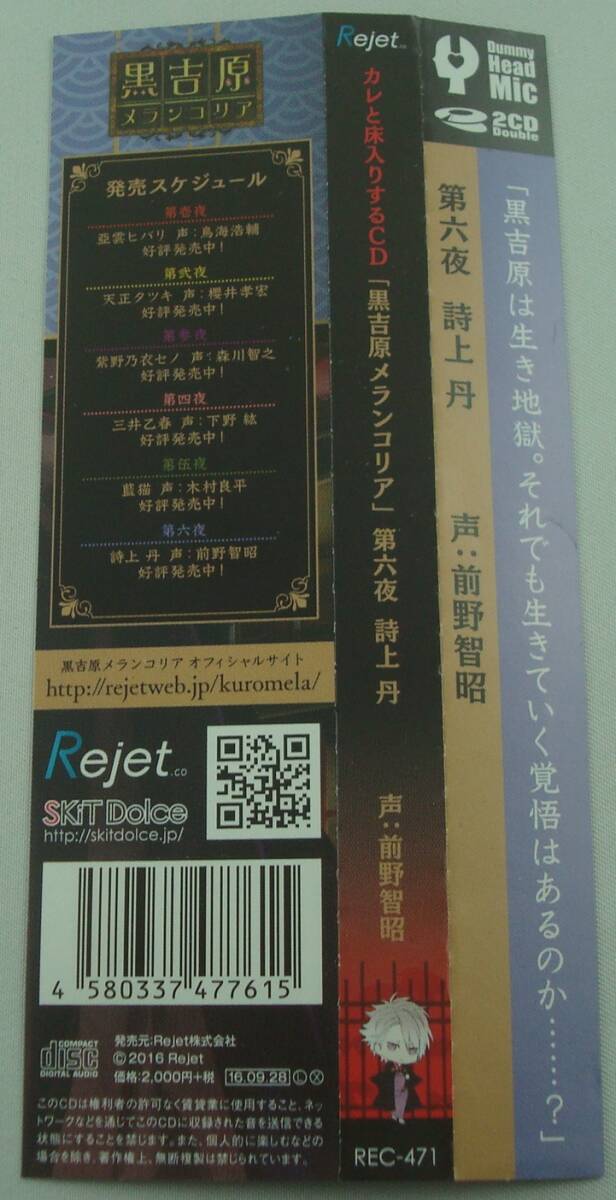 黒吉原
メランコリア
発売スケジュール
第壱夜
亞雲ヒバリ 声:鳥海浩輔
好評発売中!
第弐夜
天正タツキ 声:櫻井孝宏
好評発売中!
第参夜
紫野乃衣セノ 声:森川智之
好評発売中!
第四夜
三井乙春 声:下野 紘
好評発売中!
第伍夜
藍猫 声:木村良平
好評発売中!
第六夜
詩上 丹 声:前野智昭
好評発売中!
黒吉原メランコリア オフィシャルサイト
http://rejetweb.jp/kuromela/
Rejet.co
SKiT Dolce
http://skitdolce.jp/
4 580337 477615
COMPACT
disc
DIGITAL AUDIO
発売元:Rejet株式会社
©2016 Rejet
価格:2,000円+税 16.09.28 Ⓛ Ⓧ
このCDは権利者の許可なく賃貸業に使用すること、ネッ
トワークなどを通じてこのCDに収録された音を送信できる
状態にすることを禁じます。また、個人的に楽しむなどの
場合を除き、著作権上、無断複製は禁じられています。
Rejet.co
カレと床入りするCD「黒吉原メランコリア」第六夜 詩上 丹 声:前野智昭
REC-471
Dummy
Head
Mic
2CD
Double
第六夜 詩上 丹 声:前野智昭
「黒吉原は生き地獄。それでも生きていく覚悟はあるのか……?」